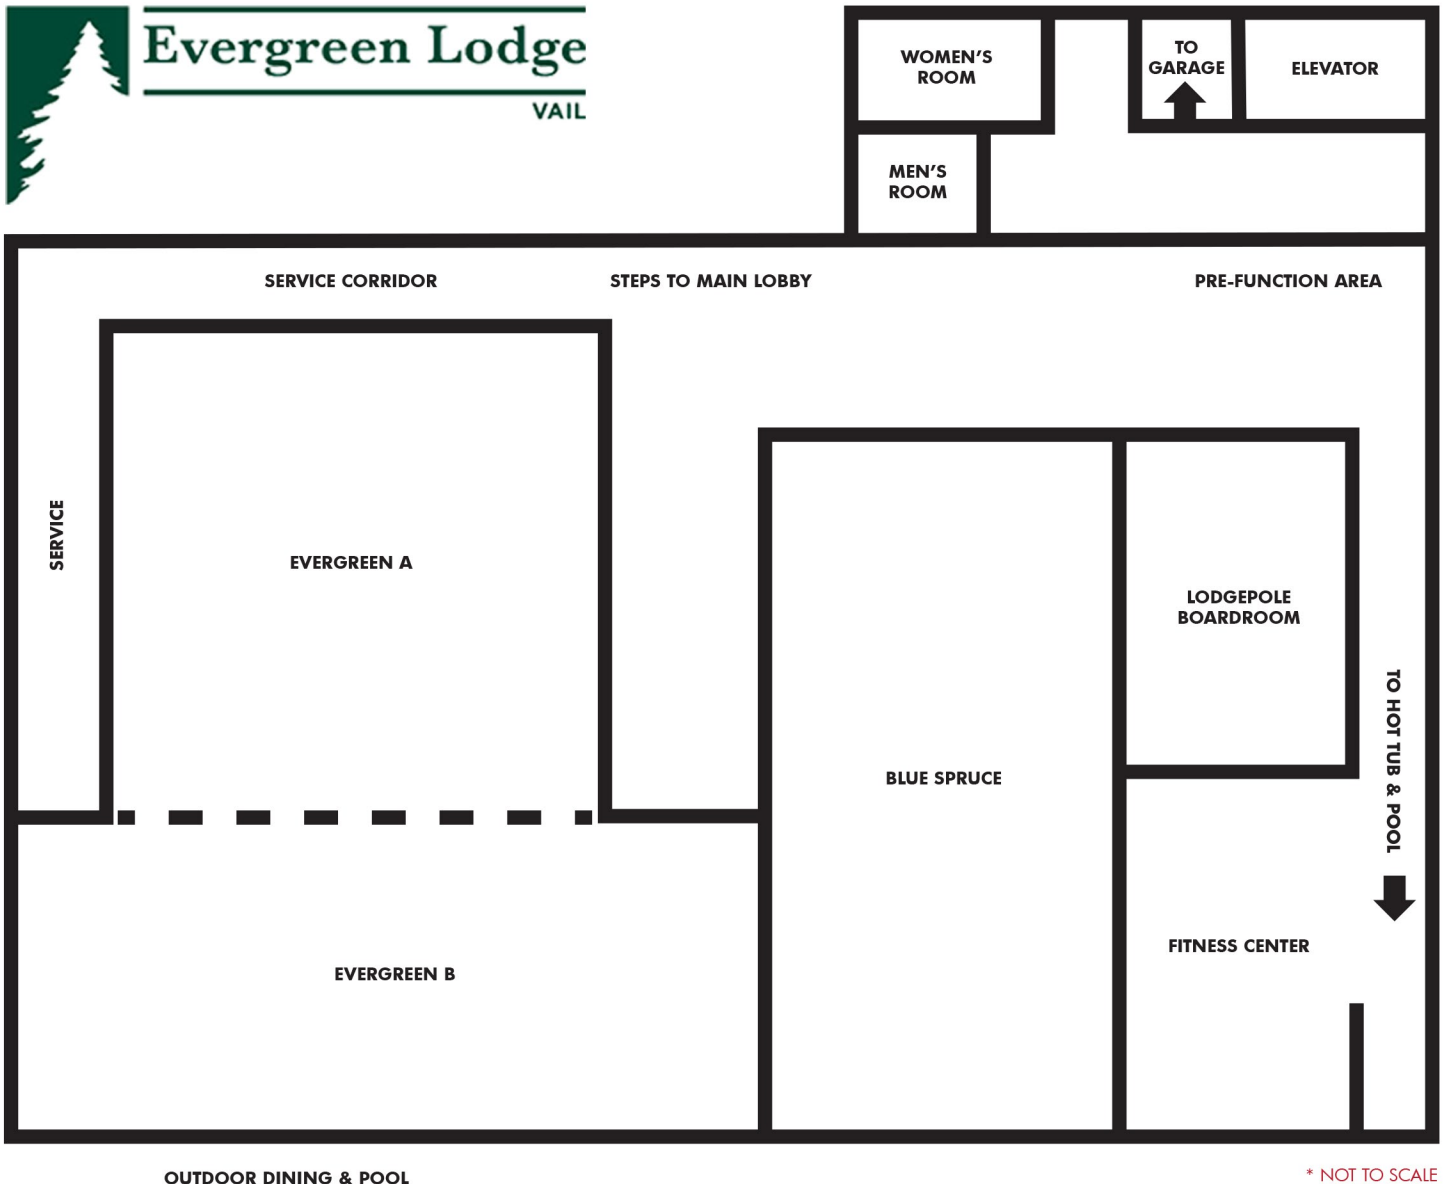 Evergreen Lodge
VAIL
WOMEN'S
ROOM
TO
GARAGE
ELEVATOR
MEN'S
ROOM
SERVICE CORRIDOR
STEPS TO MAIN LOBBY
PRE-FUNCTION AREA
SERVICE
EVERGREEN A
LODGEPOLE
BOARDROOM
TO HOT TUB & POOL
BLUE SPRUCE
FITNESS CENTER
EVERGREEN B
OUTDOOR DINING & POOL
* NOT TO SCALE